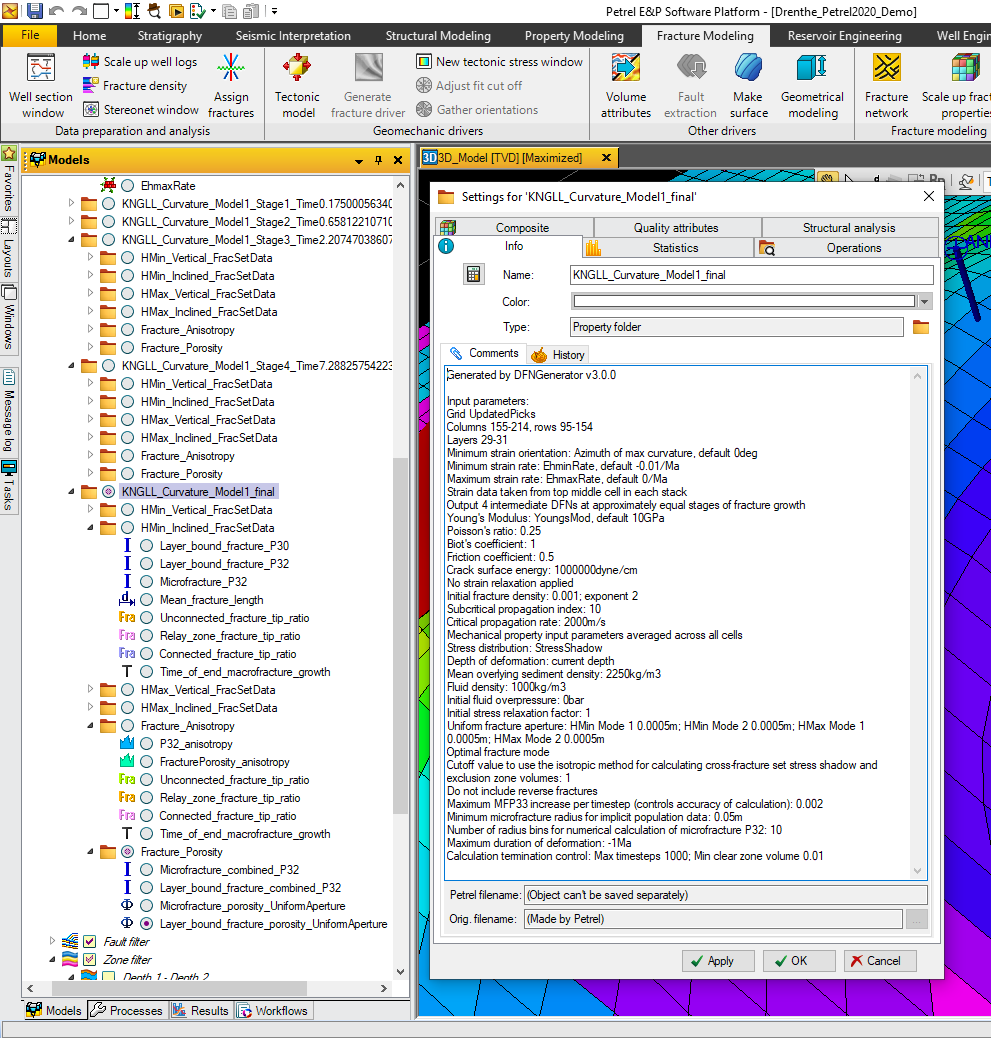 Petrel E&P Software Platform - [Drenthe_Petrel2020_Demo]
File
Home
Stratigraphy
Seismic Interpretation
Structural Modeling
Property Modeling
Fracture Modeling
Reservoir Engineering
Well Engin
Well section window
Scale up well logs
Fracture density
Stereonet window
Assign fractures
Data preparation and analysis
Tectonic model
Generate fracture driver
New tectonic stress window
Adjust fit cut off
Gather orientations
Geomechanic drivers
Volume attributes
Fault extraction
Make surface
Geometrical modeling
Other drivers
Fracture network
Scale up frac
propertie
Fracture modeling
Favorites
Layouts
Windows
Message log
Tasks
Models
EhmaxRate
KNGLL_Curvature_Model1_Stage1_Time0.17500056340
KNGLL_Curvature_Model1_Stage2_Time0.65812210710
KNGLL_Curvature_Model1_Stage3_Time2.20747038607
HMin_Vertical_FracSetData
HMin_Inclined_FracSetData
HMax_Vertical_FracSetData
HMax_Inclined_FracSetData
Fracture_Anisotropy
Fracture_Porosity
KNGLL_Curvature_Model1_Stage4_Time7.28825754223
HMin_Vertical_FracSetData
HMin_Inclined_FracSetData
HMax_Vertical_FracSetData
HMax_Inclined_FracSetData
Fracture_Anisotropy
Fracture_Porosity
KNGLL_Curvature_Model1_final
HMin_Vertical_FracSetData
HMin_Inclined_FracSetData
Layer_bound_fracture_P30
Layer_bound_fracture_P32
Microfracture_P32
Mean_fracture_length
Fra Unconnected_fracture_tip_ratio
Fra Relay_zone_fracture_tip_ratio
Fra Connected_fracture_tip_ratio
T Time_of_end_macrofracture_growth
HMax_Vertical_FracSetData
HMax_Inclined_FracSetData
Fracture_Anisotropy
P32_anisotropy
FracturePorosity_anisotropy
Fra Unconnected_fracture_tip_ratio
Fra Relay_zone_fracture_tip_ratio
Fra Connected_fracture_tip_ratio
T Time_of_end_macrofracture_growth
Fracture_Porosity
Microfracture_combined_P32
Layer_bound_fracture_combined_P32
Φ Microfracture_porosity_UniformAperture
Φ Layer_bound_fracture_porosity_UniformAperture
Fault filter
Zone filter
Depth 1 - Depth 2
Models
Processes
Results
Workflows
3D 3D_Model [TVD] [Maximized]
Settings for 'KNGLL_Curvature_Model1_final'
Composite
Quality attributes
Structural analysis
Info
Statistics
Operations
Name: KNGLL_Curvature_Model1_final
Color:
Type: Property folder
Comments
History
Generated by DFNGenerator v3.0.0
Input parameters:
Grid UpdatedPicks
Columns 155-214, rows 95-154
Layers 29-31
Minimum strain orientation: Azimuth of max curvature, default 0deg
Minimum strain rate: EhminRate, default -0.01/Ma
Maximum strain rate: EhmaxRate, default 0/Ma
Strain data taken from top middle cell in each stack
Output 4 intermediate DFNs at approximately equal stages of fracture growth
Young's Modulus: YoungsMod, default 10GPa
Poisson's ratio: 0.25
Biot's coefficient: 1
Friction coefficient: 0.5
Crack surface energy: 1000000dyne/cm
No strain relaxation applied
Initial fracture density: 0.001; exponent 2
Subcritical propagation index: 10
Critical propagation rate: 2000m/s
Mechanical property input parameters averaged across all cells
Stress distribution: StressShadow
Depth of deformation: current depth
Mean overlying sediment density: 2250kg/m3
Fluid density: 1000kg/m3
Initial fluid overpressure: 0bar
Initial stress relaxation factor: 1
Uniform fracture aperture: HMin Mode 1 0.0005m; HMin Mode 2 0.0005m; HMax Mode 1
0.0005m; HMax Mode 2 0.0005m
Optimal fracture mode
Cutoff value to use the isotropic method for calculating cross-fracture set stress shadow and
exclusion zone volumes: 1
Do not include reverse fractures
Maximum MFP33 increase per timestep (controls accuracy of calculation): 0.002
Minimum microfracture radius for implicit population data: 0.05m
Number of radius bins for numerical calculation of microfracture P32: 10
Maximum duration of deformation: -1Ma
Calculation termination control: Max timesteps 1000; Min clear zone volume 0.01
Petrel filename: (Object can't be saved separately)
Orig. filename: (Made by Petrel)
...
Apply
OK
Cancel